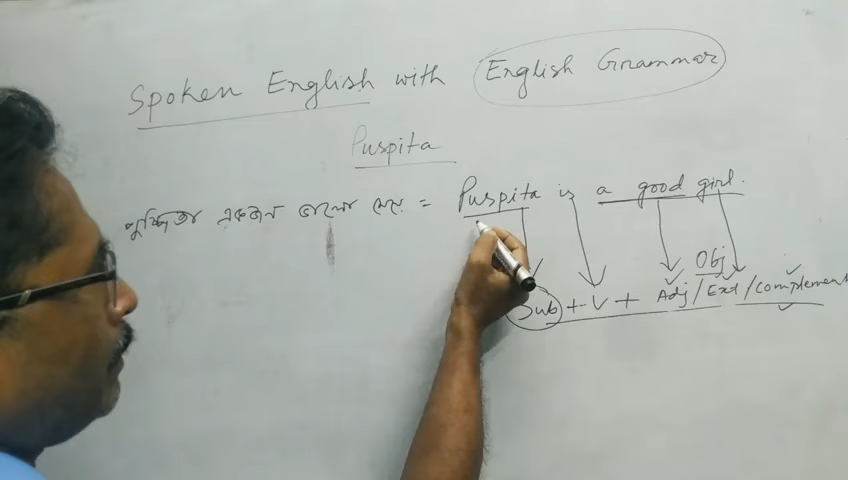 Spoken English with English Grammar
Puspita
পুষ্পিতা একজন ভালো মেয়ে = Puspita is a good girl.
Obj
Sub + V + Adj / Ext / Complement